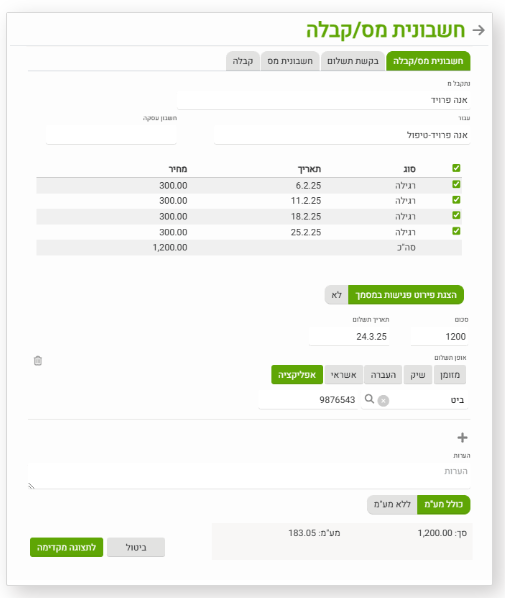 חשבונית מס/קבלה
חשבונית מס/קבלה בקשת תשלום חשבונית מס קבלה
נתקבל מ
אנה פרויד
עבור חשבון עסקה
אנה פרויד-טיפול
סוג תאריך מחיר
רגילה 6.2.25 300.00
רגילה 11.2.25 300.00
רגילה 18.2.25 300.00
רגילה 25.2.25 300.00
סה"כ 1,200.00
הצגת פירוט פגישות במסמך לא
סכום תאריך תשלום
1200 24.3.25
אופן תשלום
מזומן שיק העברה אשראי אפליקציה
ביט 9876543
הערות
הערות
כולל מע"מ ללא מע"מ
סך: 1,200.00 מע"מ: 183.05
ביטול לתצוגה מקדימה